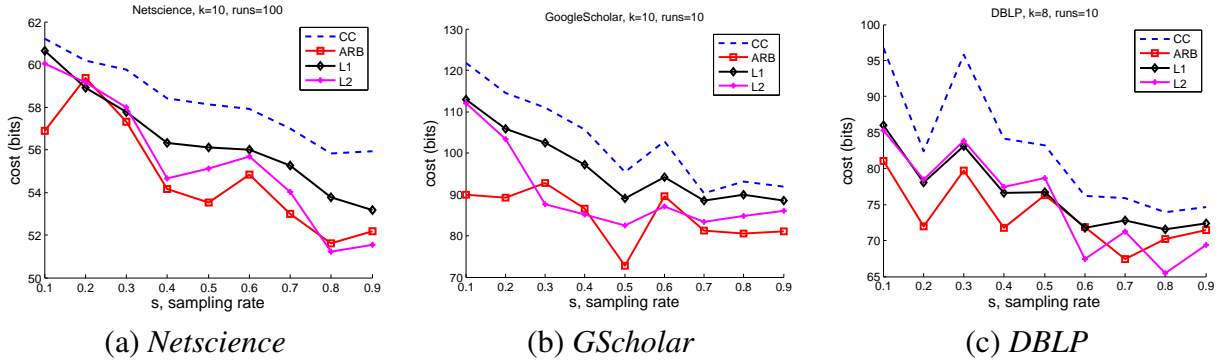 Netscience, k=10, runs=100
62
60
58
56
54
52
50
cost (bits)
CC
ARB
L1
L2
0.1 0.2 0.3 0.4 0.5 0.6 0.7 0.8 0.9
s, sampling rate
(a) Netscience
GoogleScholar, k=10, runs=10
130
120
110
100
90
80
70
cost (bits)
CC
ARB
L1
L2
0.1 0.2 0.3 0.4 0.5 0.6 0.7 0.8 0.9
s, sampling rate
(b) GScholar
DBLP, k=8, runs=10
100
95
90
85
80
75
70
65
cost (bits)
CC
ARB
L1
L2
0.1 0.2 0.3 0.4 0.5 0.6 0.7 0.8 0.9
s, sampling rate
(c) DBLP